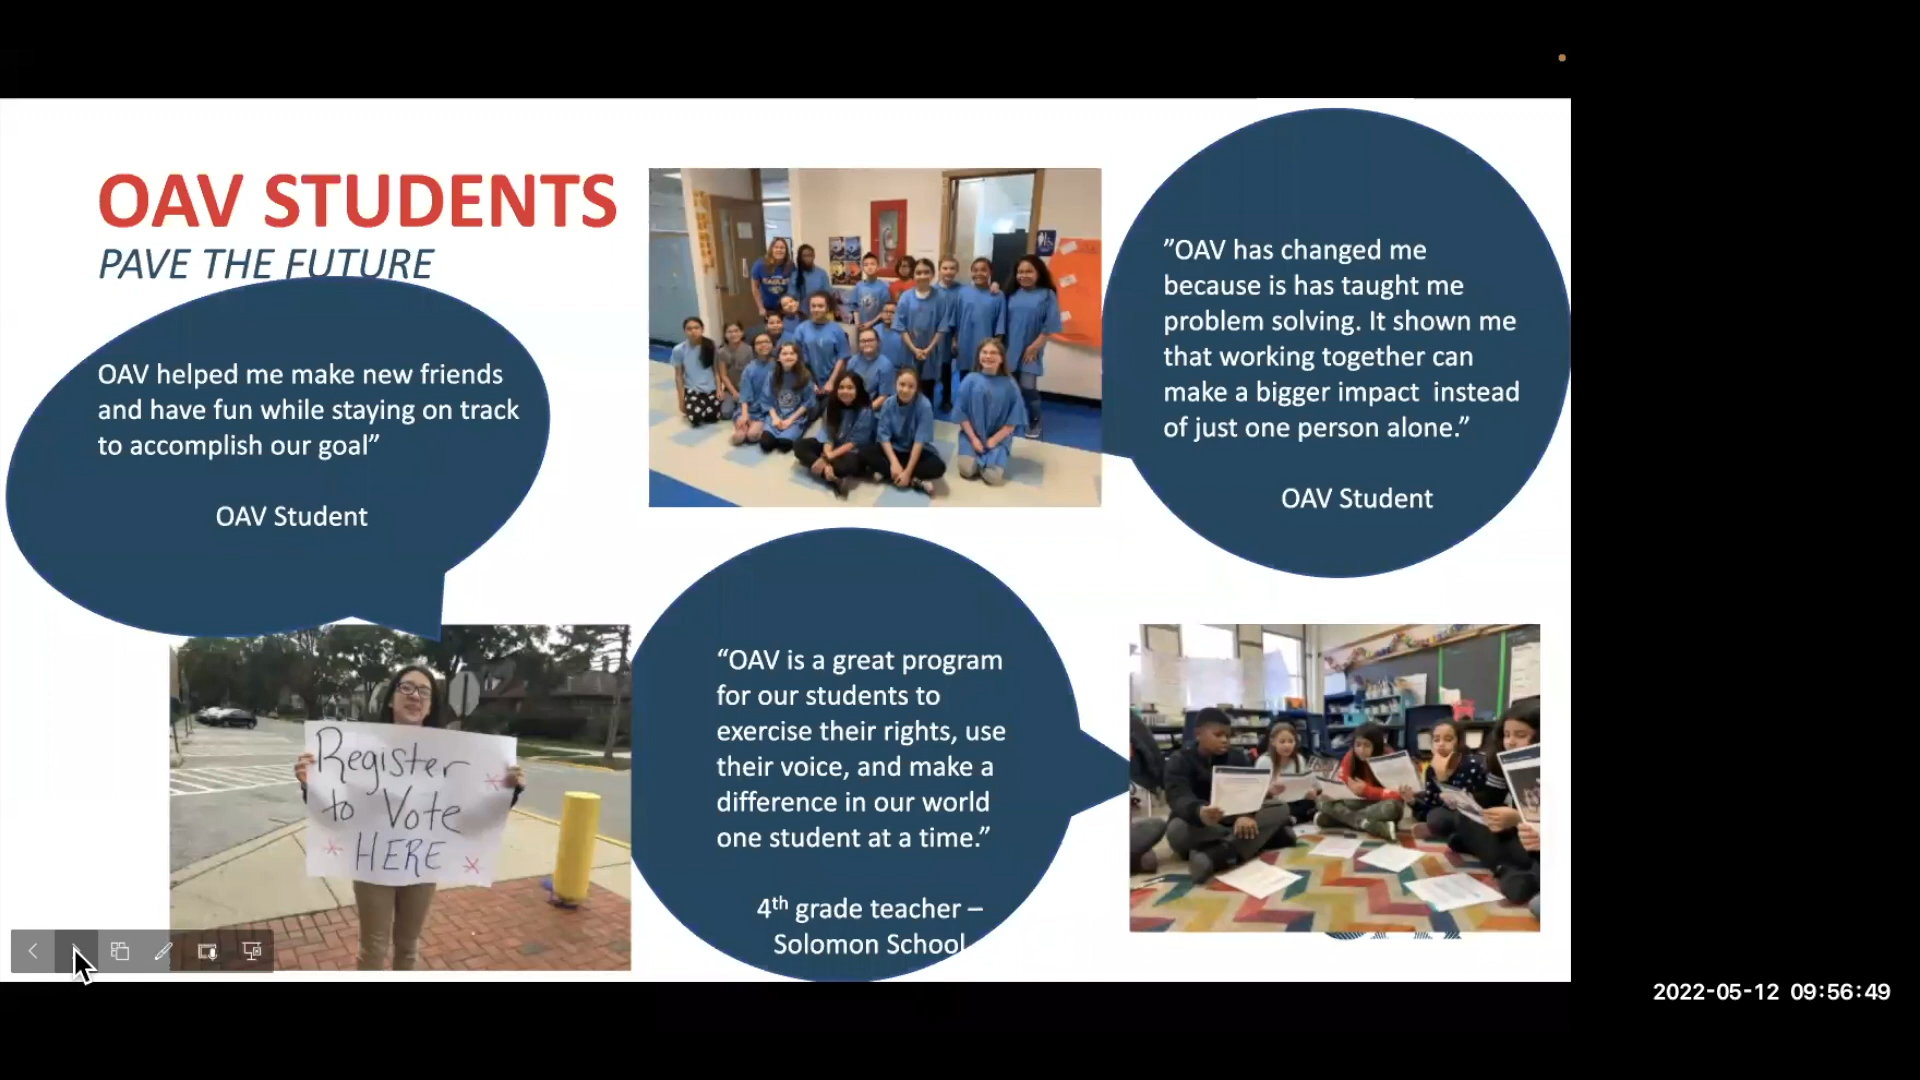 OAV STUDENTS
PAVE THE FUTURE
OAV helped me make new friends
and have fun while staying on track
to accomplish our goal”
OAV Student
”OAV has changed me
because is has taught me
problem solving. It shown me
that working together can
make a bigger impact  instead
of just one person alone.”
OAV Student
Register
to Vote
HERE
“OAV is a great program
for our students to
exercise their rights, use
their voice, and make a
difference in our world
one student at a time.”
4th grade teacher –
Solomon School
2022-05-12 09:56:49